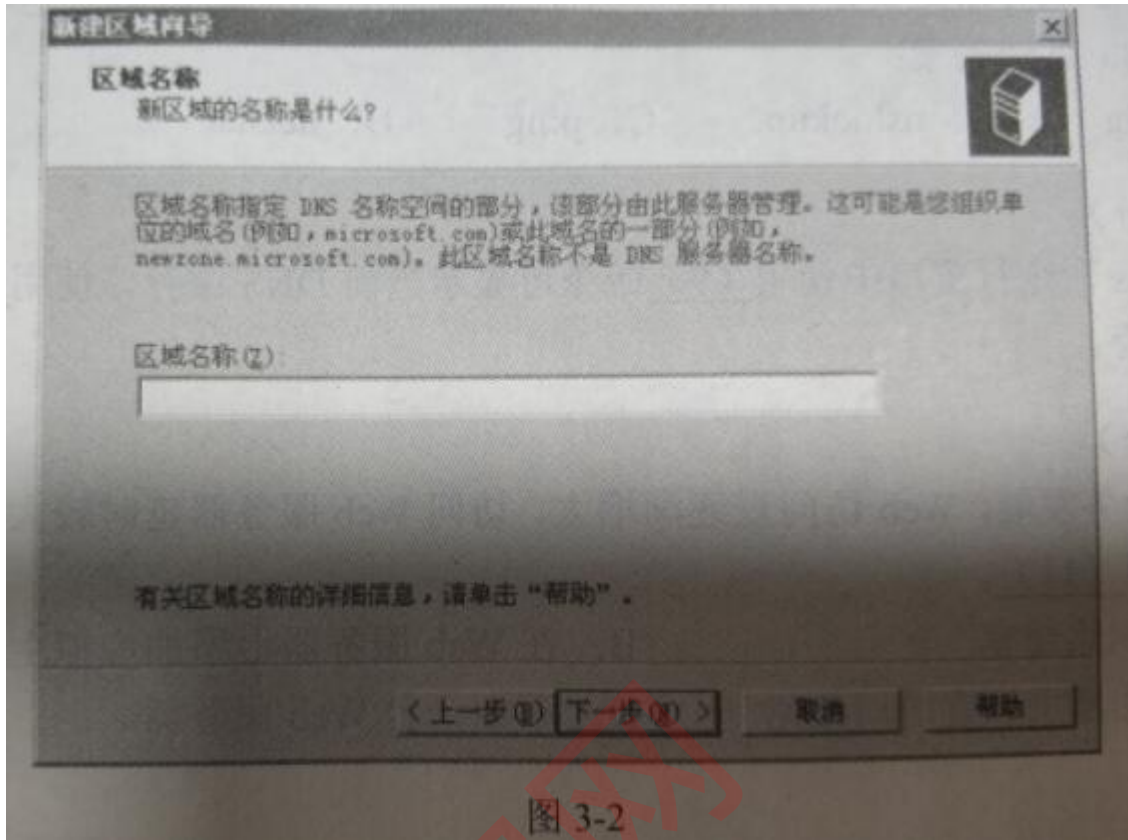 新建区域向导
区域名称
新区域的名称是什么?
区域名称指定 DNS 名称空间的部分，该部分由此服务器管理。这可能是您组织单
位的域名(例如，microsoft.com)或此域名的一部分(例如，
newzone.microsoft.com)。此区域名称不是 DNS 服务器名称。
区域名称(Z):
有关区域名称的详细信息，请单击“帮助”。
<上一步(B) 下一步(N) > 取消 帮助
图 3-2